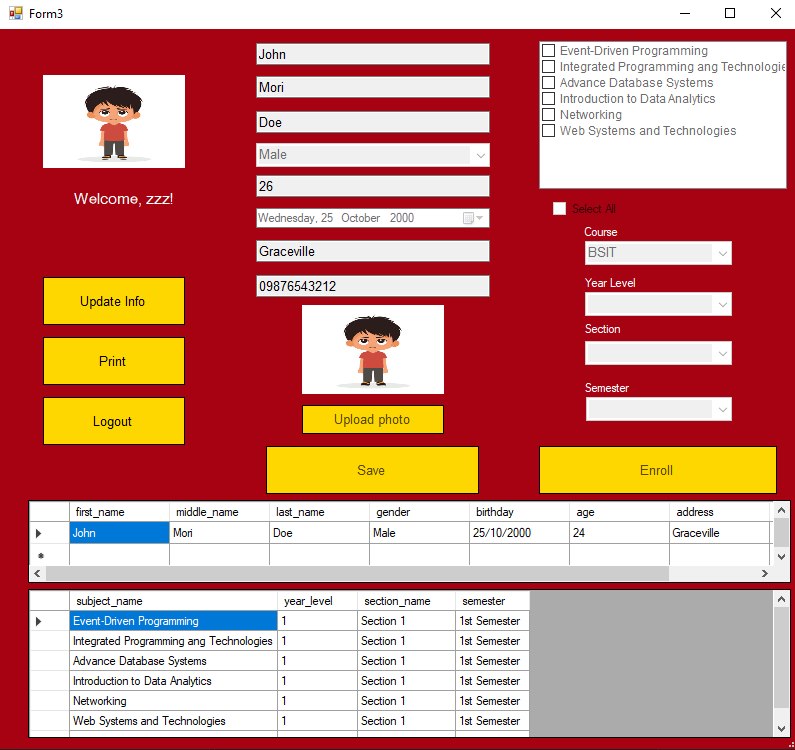 Form3
Welcome, zzz!
Update Info
Print
Logout
John
Mori
Doe
Male
26
Wednesday, 25 October 2000
Graceville
09876543212
Upload photo
Save
Event-Driven Programming
Integrated Programming ang Technologie
Advance Database Systems
Introduction to Data Analytics
Networking
Web Systems and Technologies
Select All
Course
BSIT
Year Level
Section
Semester
Enroll
first_name middle_name last_name gender birthday age address
John Mori Doe Male 25/10/2000 24 Graceville
subject_name year_level section_name semester
Event-Driven Programming 1 Section 1 1st Semester
Integrated Programming ang Technologies 1 Section 1 1st Semester
Advance Database Systems 1 Section 1 1st Semester
Introduction to Data Analytics 1 Section 1 1st Semester
Networking 1 Section 1 1st Semester
Web Systems and Technologies 1 Section 1 1st Semester